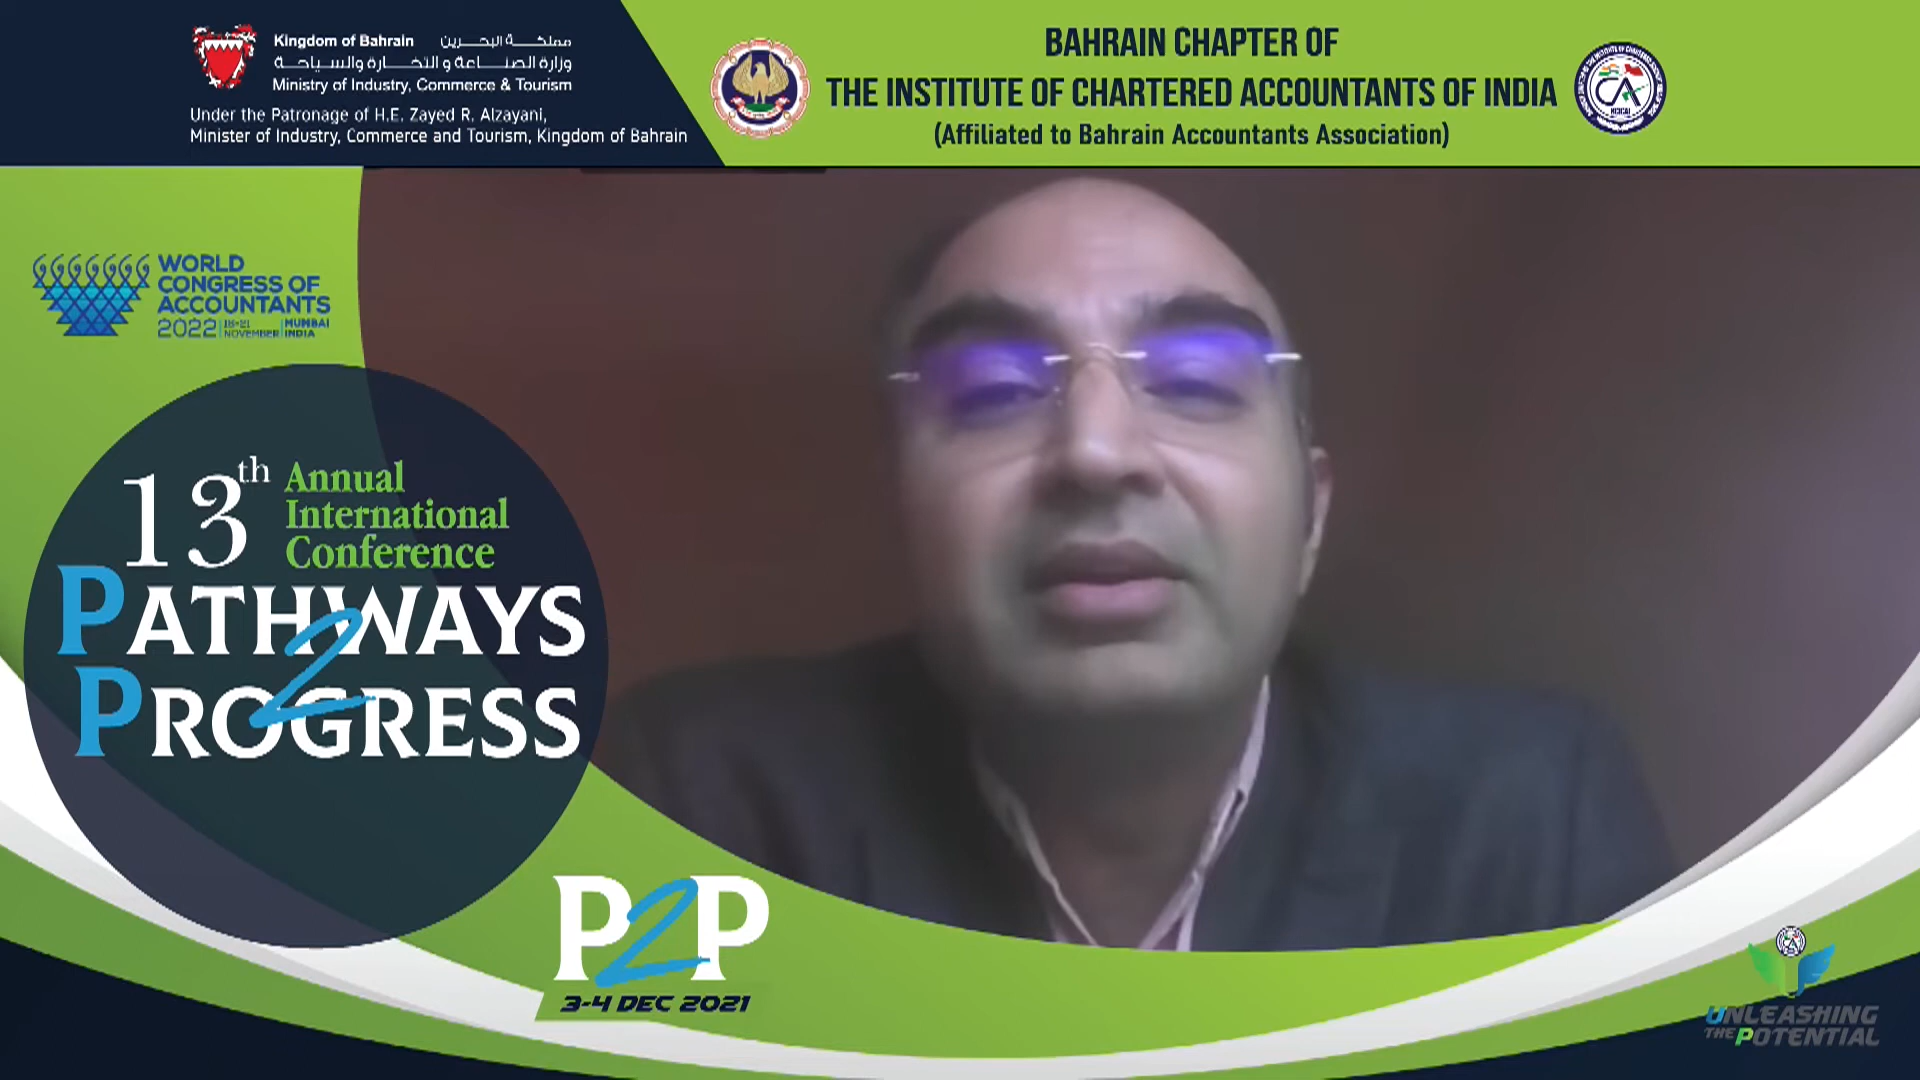 Kingdom of Bahrain
مملكة البحرين
وزارة الصناعة و التجارة والسياحة
Ministry of Industry, Commerce & Tourism
Under the Patronage of H.E. Zayed R. Alzayani,
Minister of Industry, Commerce and Tourism, Kingdom of Bahrain
BAHRAIN CHAPTER OF
THE INSTITUTE OF CHARTERED ACCOUNTANTS OF INDIA
(Affiliated to Bahrain Accountants Association)
CA
WORLD
CONGRESS OF
ACCOUNTANTS
2022 18-21 NOVEMBER MUMBAI INDIA
13th Annual
International
Conference
PATHWAYS
2
PROGRESS
P2P
3-4 DEC 2021
UNLEASHING
THE POTENTIAL